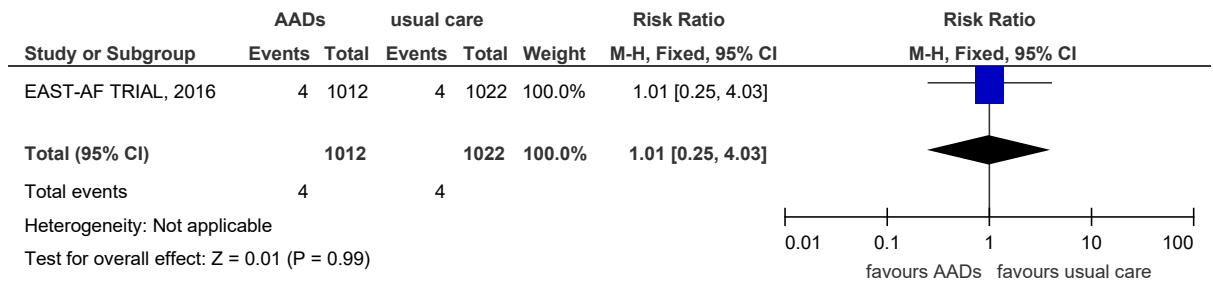 AADs usual care Risk Ratio Risk Ratio
Study or Subgroup Events Total Events Total Weight M-H, Fixed, 95% CI M-H, Fixed, 95% CI
EAST-AF TRIAL, 2016 4 1012 4 1022 100.0% 1.01 [0.25, 4.03]
Total (95% CI) 1012 1022 100.0% 1.01 [0.25, 4.03]
Total events 4 4
Heterogeneity: Not applicable
Test for overall effect: Z = 0.01 (P = 0.99)
0.01 0.1 1 10 100
favours AADs favours usual care